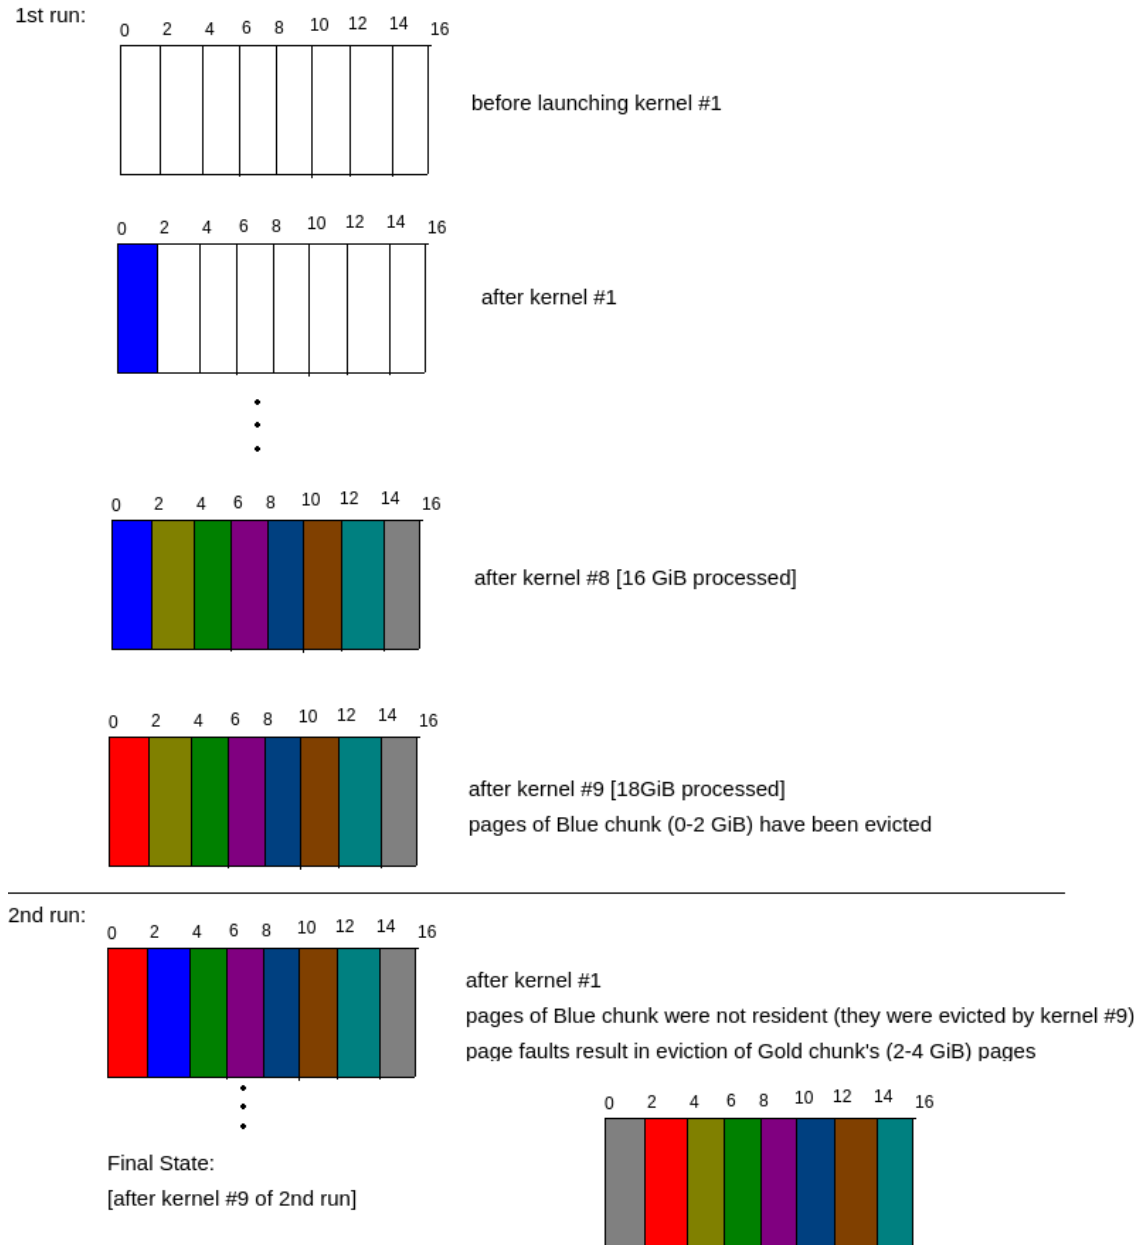 1st run:
0 2 4 6 8 10 12 14 16
before launching kernel #1
0 2 4 6 8 10 12 14 16
after kernel #1
0 2 4 6 8 10 12 14 16
after kernel #8 [16 GiB processed]
0 2 4 6 8 10 12 14 16
after kernel #9 [18GiB processed]
pages of Blue chunk (0-2 GiB) have been evicted
2nd run:
0 2 4 6 8 10 12 14 16
after kernel #1
pages of Blue chunk were not resident (they were evicted by kernel #9)
page faults result in eviction of Gold chunk's (2-4 GiB) pages
0 2 4 6 8 10 12 14 16
Final State:
[after kernel #9 of 2nd run]